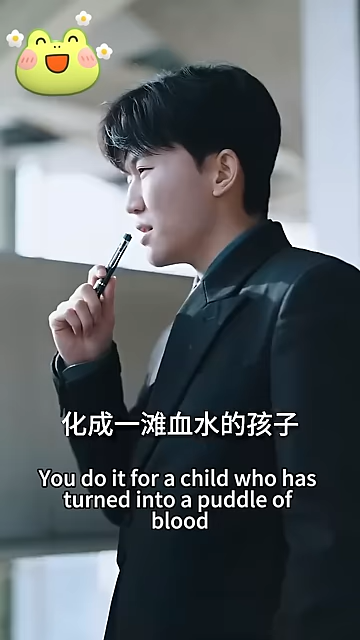 化成一滩血水的孩子
You do it for a child who has
turned into a puddle of
blood